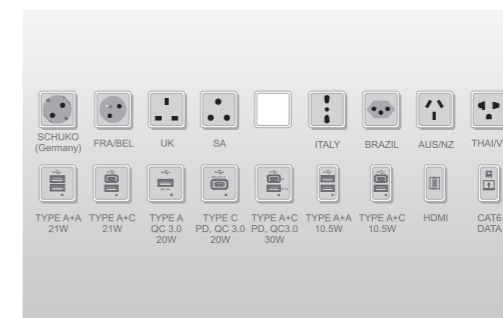 SCHUKO
(Germany)
FRA/BEL
UK
SA
ITALY
BRAZIL
AUS/NZ
THAI/V
TYPE A+A
21W
TYPE A+C
21W
TYPE A
QC 3.0
20W
TYPE C
PD, QC 3.0
20W
TYPE A+C
PD, QC3.0
30W
TYPE A+A
10.5W
TYPE A+C
10.5W
HDMI
CAT6
DATA